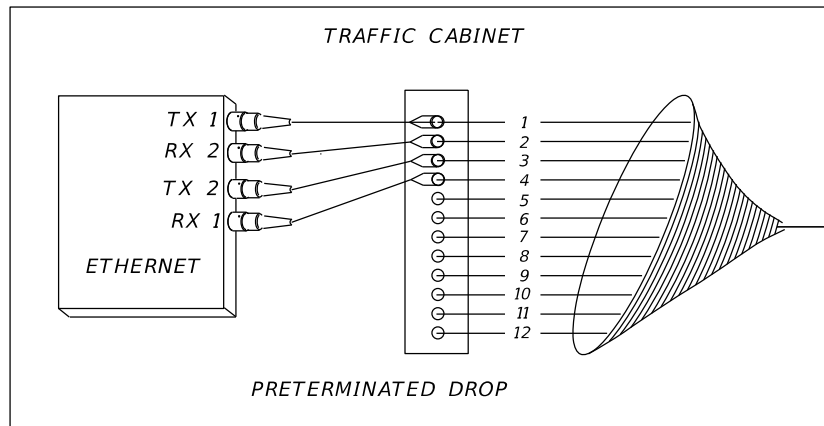 TRAFFIC CABINET
TX 1
RX 2
TX 2
RX 1
ETHERNET
1
2
3
4
5
6
7
8
9
10
11
12
PRETERMINATED DROP